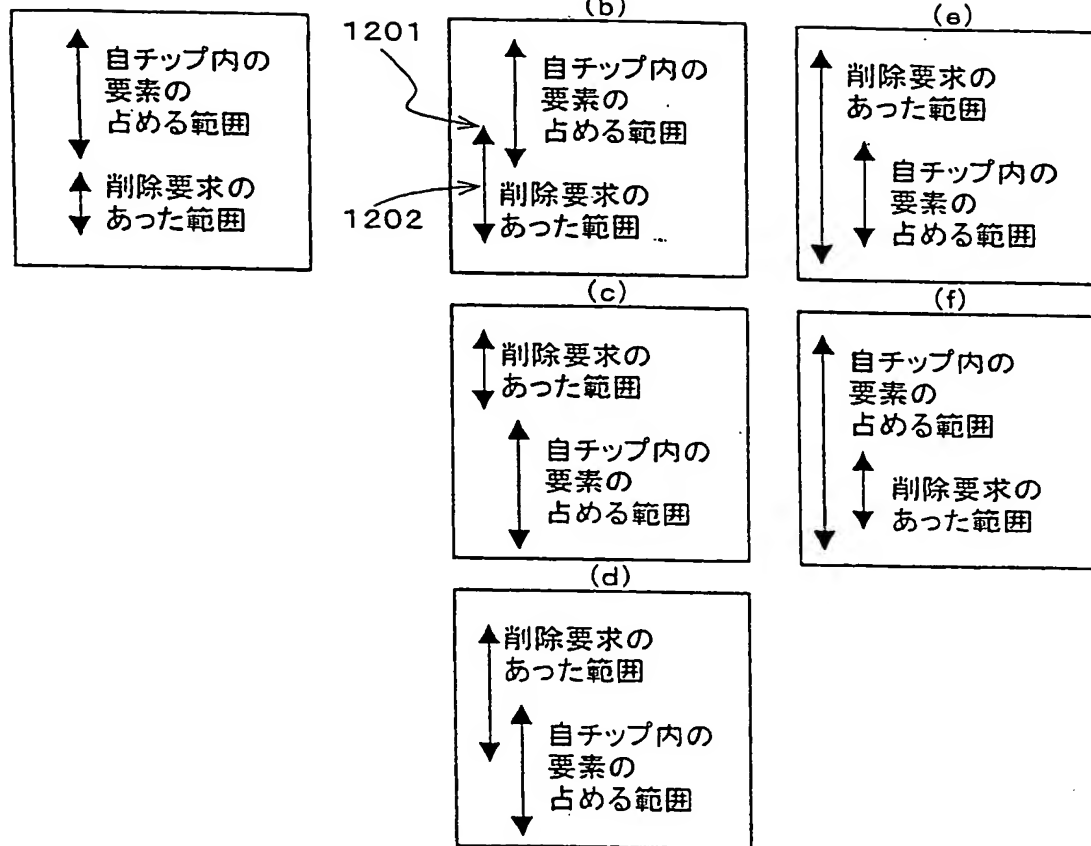 自チップ内の
要素の
占める範囲
削除要求の
あった範囲
(b)
1201
1202
自チップ内の
要素の
占める範囲
削除要求の
あった範囲
(c)
削除要求の
あった範囲
自チップ内の
要素の
占める範囲
(d)
削除要求の
あった範囲
自チップ内の
要素の
占める範囲
(e)
削除要求の
あった範囲
自チップ内の
要素の
占める範囲
(f)
自チップ内の
要素の
占める範囲
削除要求の
あった範囲